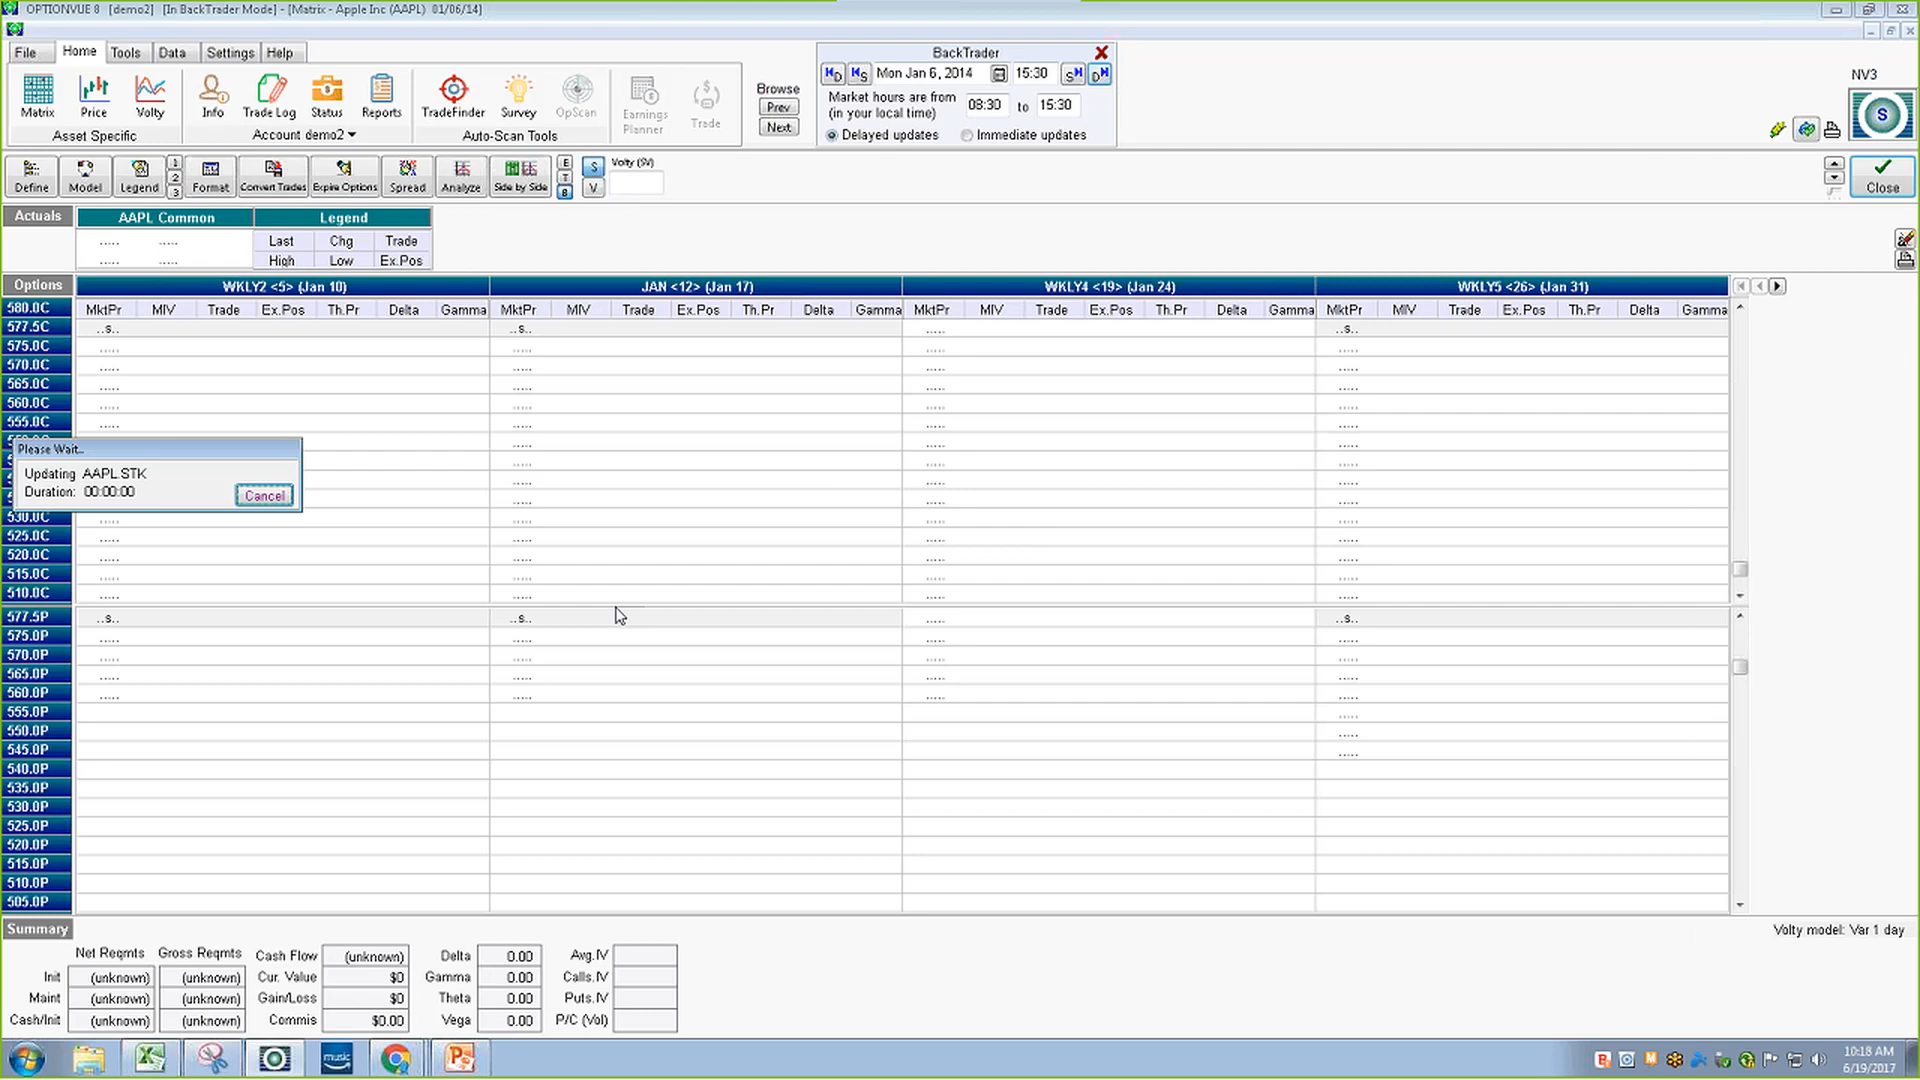 OPTIONVUE 8 [demo2] [In BackTrader Mode] - [Matrix - Apple Inc (AAPL) 01/06/14]
File Home Tools Data Settings Help
BackTrader
Mon Jan 6, 2014 15:30
Market hours are from 08:30 to 15:30
(in your local time)
Delayed updates Immediate updates
NV3
Matrix Price Volty Info Trade Log Status Reports TradeFinder Survey OpScan Earnings Planner Trade
Browse
Prev
Next
Asset Specific Account demo2 Auto-Scan Tools
Define Model Legend 1 2 3 Format Convert Trades Expire Options Spread Analyze Side by Side E T B S V Volty (SV)
Close
Actuals AAPL Common Legend
..... ..... Last Chg Trade
..... ..... High Low Ex.Pos
Options WKLY2 <5> (Jan 10) JAN <12> (Jan 17) WKLY4 <19> (Jan 24) WKLY5 <26> (Jan 31)
580.0C MktPr MIV Trade Ex.Pos Th.Pr Delta Gamma MktPr MIV Trade Ex.Pos Th.Pr Delta Gamma MktPr MIV Trade Ex.Pos Th.Pr Delta Gamma MktPr MIV Trade Ex.Pos Th.Pr Delta Gamma
577.5C ..s.. ..s.. ..... ..s..
575.0C ..... ..... ..... .....
570.0C ..... ..... ..... .....
565.0C ..... ..... ..... .....
560.0C ..... ..... ..... .....
555.0C ..... ..... ..... .....
Please Wait...
Updating AAPL.STK
Duration: 00:00:00
Cancel
530.0C ..... ..... ..... .....
525.0C ..... ..... ..... .....
520.0C ..... ..... ..... .....
515.0C ..... ..... ..... .....
510.0C ..... ..... ..... .....
577.5P ..s.. ..s.. ..... ..s..
575.0P ..... ..... ..... .....
570.0P ..... ..... ..... .....
565.0P ..... ..... ..... .....
560.0P ..... ..... ..... .....
555.0P .....
550.0P
545.0P .....
540.0P
535.0P
530.0P
525.0P
520.0P
515.0P
510.0P
505.0P
Summary Volty model: Var 1 day
Net Reqmts Gross Reqmts Cash Flow (unknown) Delta 0.00 Avg.IV
Init (unknown) (unknown) Cur. Value $0 Gamma 0.00 Calls.IV
Maint (unknown) (unknown) Gain/Loss $0 Theta 0.00 Puts.IV
Cash/Init (unknown) (unknown) Commis $0.00 Vega 0.00 P/C (Vol)
music
10:18 AM
6/19/2017